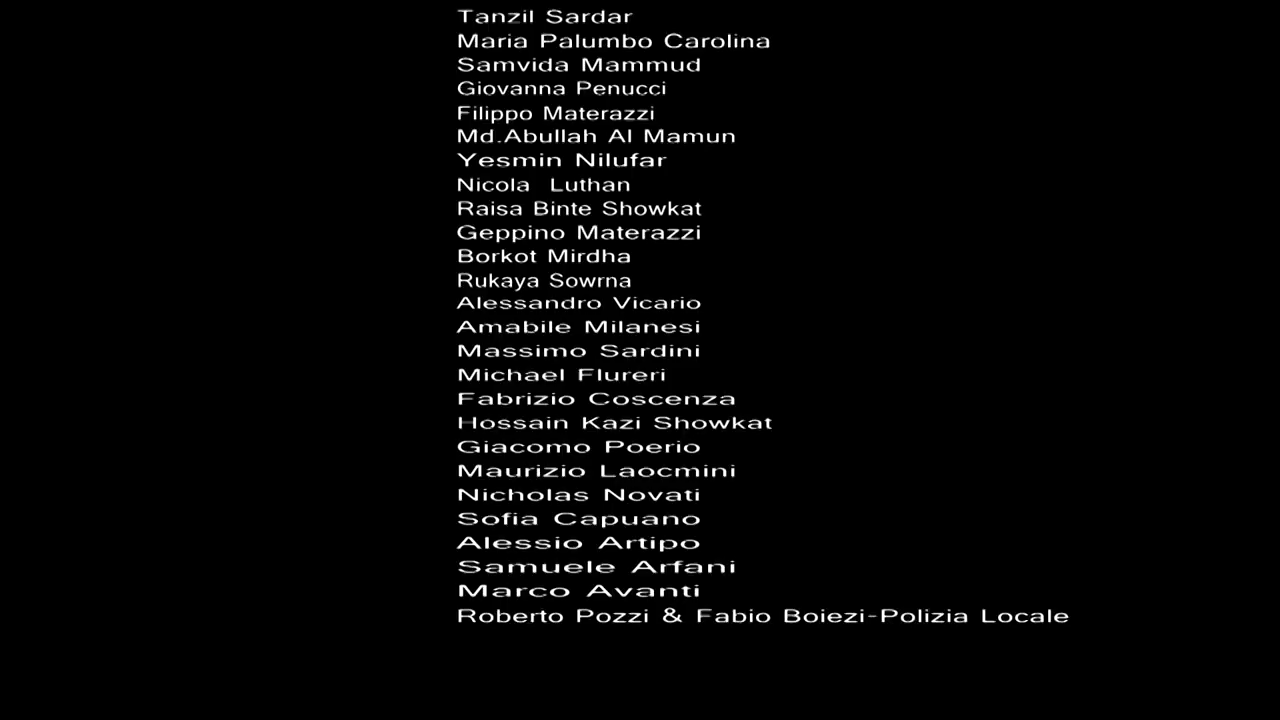 Tanzil Sardar
Maria Palumbo Carolina
Samvida Mammud
Giovanna Penucci
Filippo Materazzi
Md.Abullah Al Mamun
Yesmin Nilufar
Nicola  Luthan
Raisa Binte Showkat
Geppino Materazzi
Borkot Mirdha
Rukaya Sowrna
Alessandro Vicario
Amabile Milanesi
Massimo Sardini
Michael Flureri
Fabrizio Coscenza
Hossain Kazi Showkat
Giacomo Poerio
Maurizio Laocmini
Nicholas Novati
Sofia Capuano
Alessio Artipo
Samuele Arfani
Marco Avanti
Roberto Pozzi & Fabio Boiezi-Polizia Locale